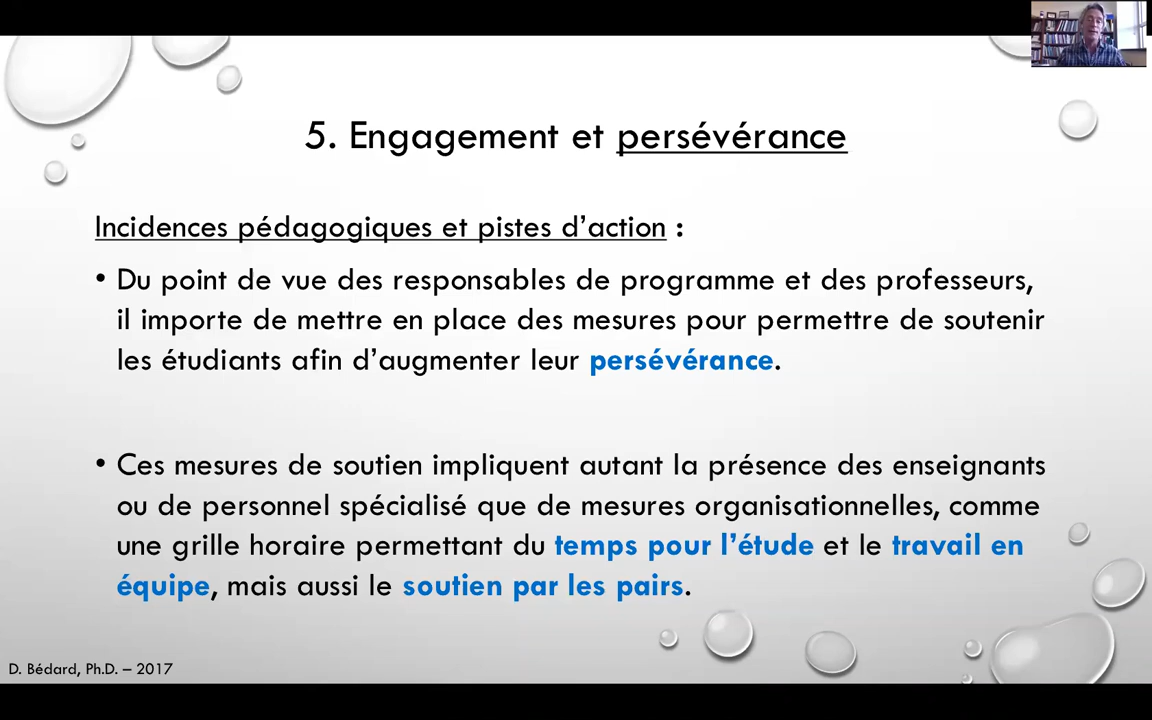 5. Engagement et persévérance
Incidences pédagogiques et pistes d’action :
• Du point de vue des responsables de programme et des professeurs,
il importe de mettre en place des mesures pour permettre de soutenir
les étudiants afin d’augmenter leur persévérance.
• Ces mesures de soutien impliquent autant la présence des enseignants
ou de personnel spécialisé que de mesures organisationnelles, comme
une grille horaire permettant du temps pour l’étude et le travail en
équipe, mais aussi le soutien par les pairs.
D. Bédard, Ph.D. – 2017